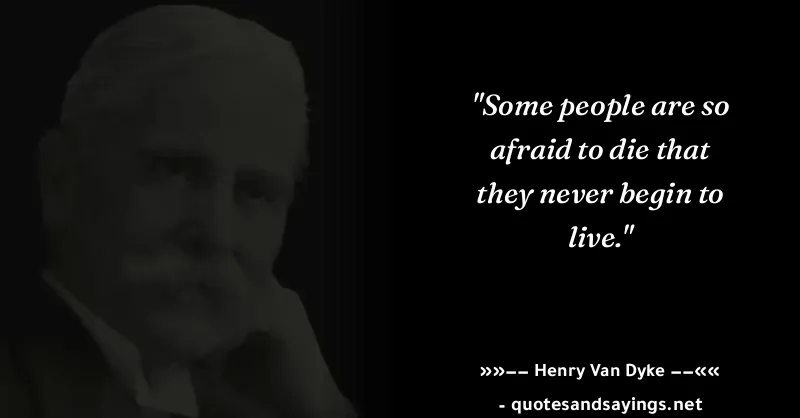 "Some people are so
afraid to die that
they never begin to
live."
»»–– Henry Van Dyke ––««
- quotesandsayings.net